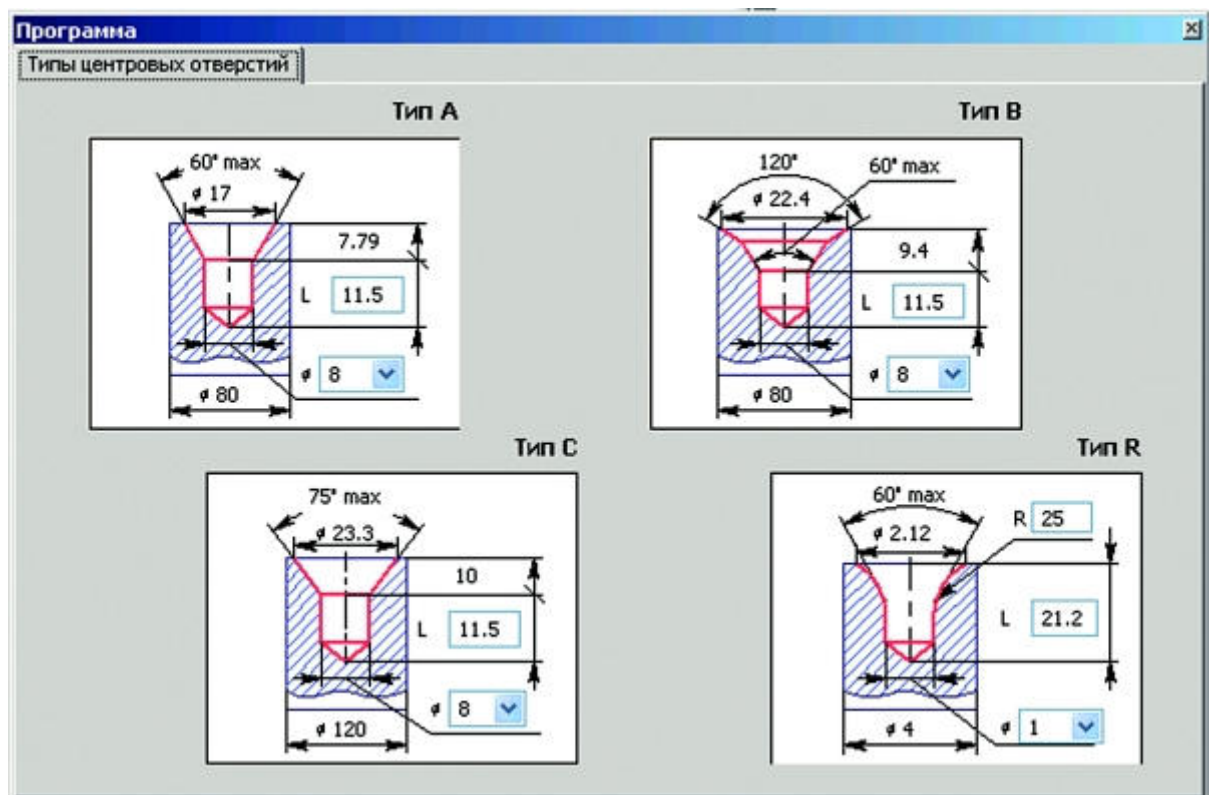 Программа
Типы центровых отверстий
Тип A
60° max
ø 17
7.79
L 11.5
ø 8
ø 80
Тип B
120°
60° max
ø 22.4
9.4
L 11.5
ø 8
ø 80
Тип C
75° max
ø 23.3
10
L 11.5
ø 8
ø 120
Тип R
60° max
R 25
ø 2.12
L 21.2
ø 1
ø 4